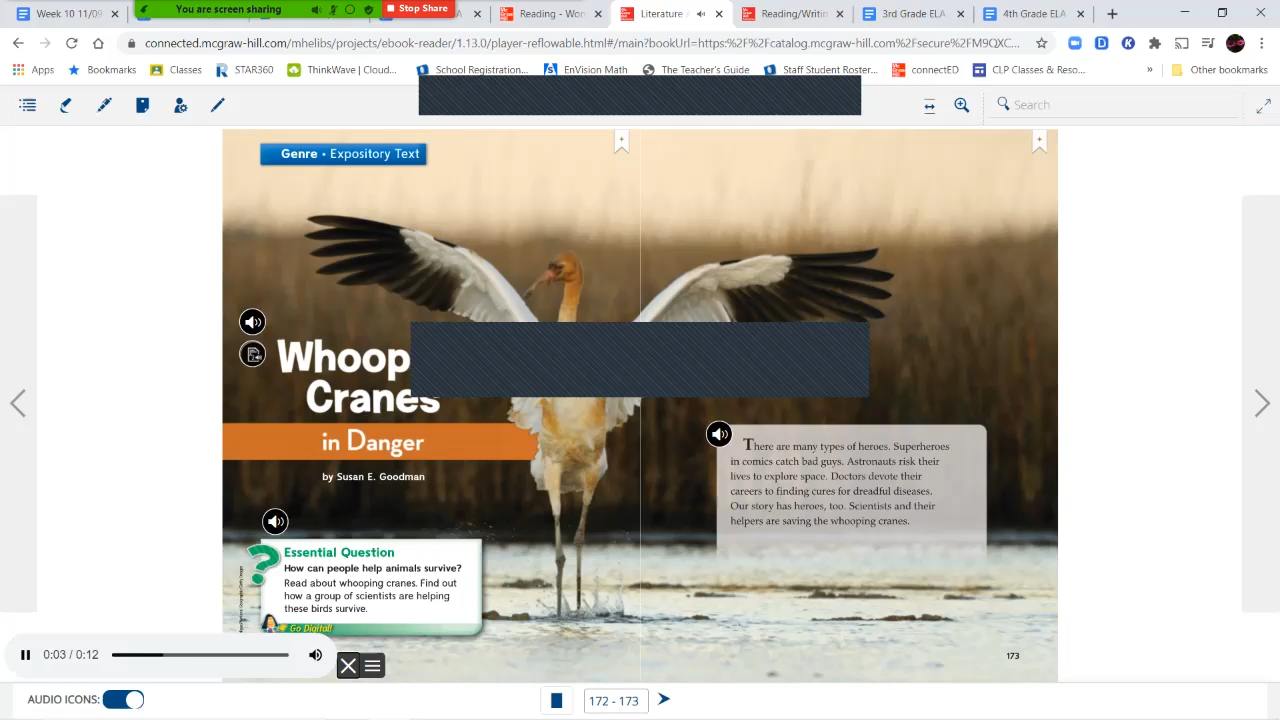 Week 10 11/09
You are screen sharing
Stop Share
Reading - Won
Literature A
Reading/Writin
3rd Grade ELA
4th Grade ELA
connected.mcgraw-hill.com/mhlibs/ebooks/ebook-reader/1.13.0/player-reflowable.html#/main?bookUrl=https:%2F%2Fcatalog.mcgraw-hill.com%2Fsecure%2FM9QXC...
Apps
Bookmarks
Classes
STAR360
ThinkWave | Cloud...
School Registration...
EnVision Math
The Teacher's Guide
Staff Student Roster...
connectED
CLP Classes & Reso...
Other bookmarks
Search
Genre • Expository Text
Whoop
Cranes
in Danger
by Susan E. Goodman
Essential Question
How can people help animals survive?
Read about whooping cranes. Find out
how a group of scientists are helping
these birds survive.
Go Digital!
There are many types of heroes. Superheroes
in comics catch bad guys. Astronauts risk their
lives to explore space. Doctors devote their
careers to finding cures for dreadful diseases.
Our story has heroes, too. Scientists and their
helpers are saving the whooping cranes.
173
0:03 / 0:12
AUDIO ICONS:
172 - 173